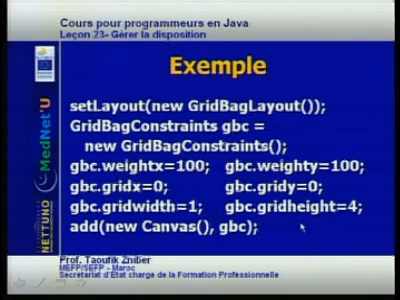 Cours pour programmeurs en Java
Leçon 23- Gérer la disposition
Exemple
setLayout(new GridBagLayout());
GridBagConstraints gbc =
new GridBagConstraints();
gbc.weightx=100; gbc.weighty=100;
gbc.gridx=0; gbc.gridy=0;
gbc.gridwidth=1; gbc.gridheight=4;
add(new Canvas(), gbc);
MedNet'U
NETTUNO
Prof. Taoufik Zniber
MEFP/SEFP - Maroc
Secrétariat d'Etat chargé de la Formation Professionnelle